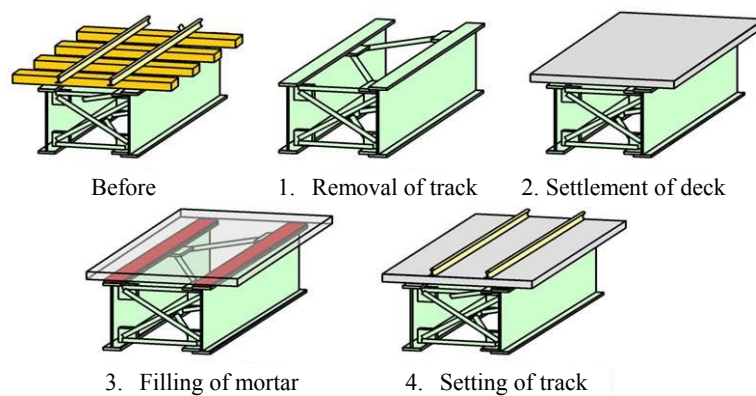 Before
1. Removal of track
2. Settlement of deck
3. Filling of mortar
4. Setting of track